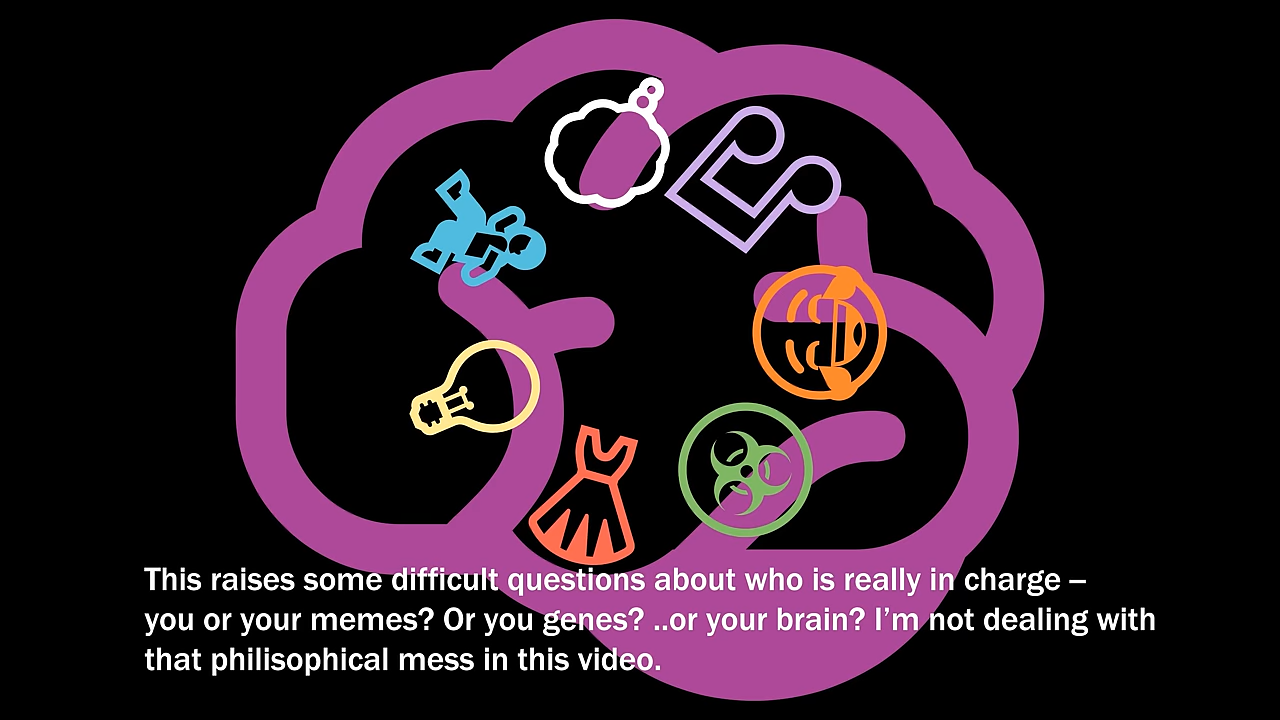 This raises some difficult questions about who is really in charge –
you or your memes? Or you genes? ..or your brain? I’m not dealing with
that philisophical mess in this video.